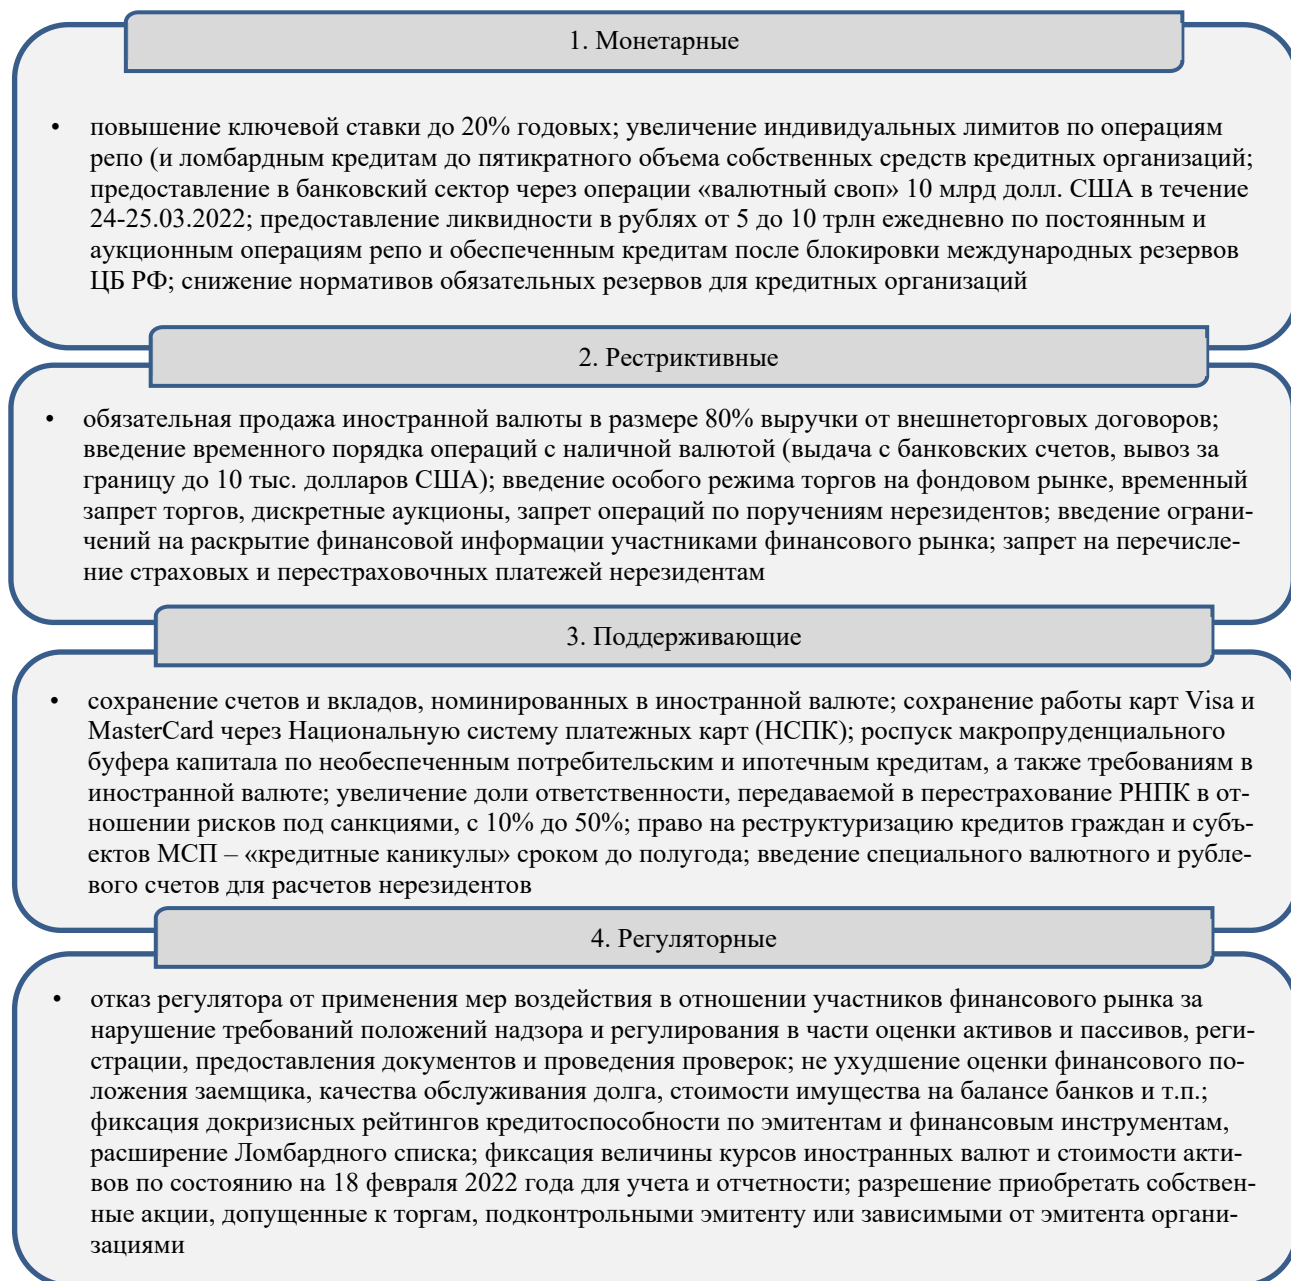 1. Монетарные
• повышение ключевой ставки до 20% годовых; увеличение индивидуальных лимитов по операциям
репо (и ломбардным кредитам до пятикратного объема собственных средств кредитных организаций;
предоставление в банковский сектор через операции «валютный своп» 10 млрд долл. США в течение
24-25.03.2022; предоставление ликвидности в рублях от 5 до 10 трлн ежедневно по постоянным и
аукционным операциям репо и обеспеченным кредитам после блокировки международных резервов
ЦБ РФ; снижение нормативов обязательных резервов для кредитных организаций
2. Рестриктивные
• обязательная продажа иностранной валюты в размере 80% выручки от внешнеторговых договоров;
введение временного порядка операций с наличной валютой (выдача с банковских счетов, вывоз за
границу до 10 тыс. долларов США); введение особого режима торгов на фондовом рынке, временный
запрет торгов, дискретные аукционы, запрет операций по поручениям нерезидентов; введение ограни-
чений на раскрытие финансовой информации участниками финансового рынка; запрет на перечисле-
ние страховых и перестраховочных платежей нерезидентам
3. Поддерживающие
• сохранение счетов и вкладов, номинированных в иностранной валюте; сохранение работы карт Visa и
MasterCard через Национальную систему платежных карт (НСПК); роспуск макропруденциального
буфера капитала по необеспеченным потребительским и ипотечным кредитам, а также требованиям в
иностранной валюте; увеличение доли ответственности, передаваемой в перестрахование РНПК в от-
ношении рисков под санкциями, с 10% до 50%; право на реструктуризацию кредитов граждан и субъ-
ектов МСП – «кредитные каникулы» сроком до полугода; введение специального валютного и рубле-
вого счетов для расчетов нерезидентов
4. Регуляторные
• отказ регулятора от применения мер воздействия в отношении участников финансового рынка за
нарушение требований положений надзора и регулирования в части оценки активов и пассивов, реги-
страции, предоставления документов и проведения проверок; не ухудшение оценки финансового по-
ложения заемщика, качества обслуживания долга, стоимости имущества на балансе банков и т.п.;
фиксация докризисных рейтингов кредитоспособности по эмитентам и финансовым инструментам,
расширение Ломбардного списка; фиксация величины курсов иностранных валют и стоимости акти-
вов по состоянию на 18 февраля 2022 года для учета и отчетности; разрешение приобретать собствен-
ные акции, допущенные к торгам, подконтрольными эмитенту или зависимыми от эмитента органи-
зациями